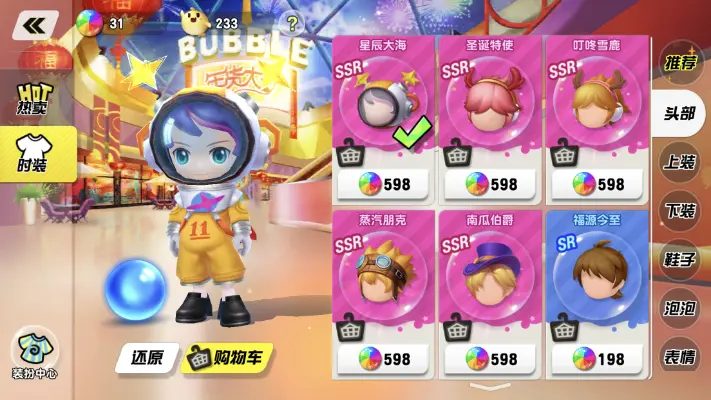 31
233
?
BUBBLE
福
福
HOT
热卖
时装
11
装扮中心
还原
购物车
星辰大海
SSR
598
圣诞特使
SSR
598
叮咚雪鹿
SSR
598
蒸汽朋克
SSR
598
南瓜伯爵
SSR
598
福源今至
SR
198
推荐
头部
上装
下装
鞋子
泡泡
表情